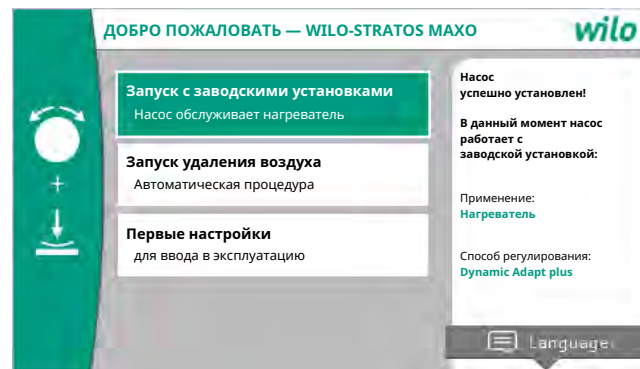 ДОБРО ПОЖАЛОВАТЬ — WILO-STRATOS MAXO
wilo
Запуск с заводскими установками
Насос обслуживает нагреватель
Запуск удаления воздуха
Автоматическая процедура
Первые настройки
для ввода в эксплуатацию
Насос
успешно установлен!
В данный момент насос
работает с
заводской установкой:
Применение:
Нагреватель
Способ регулирования:
Dynamic Adapt plus
Language